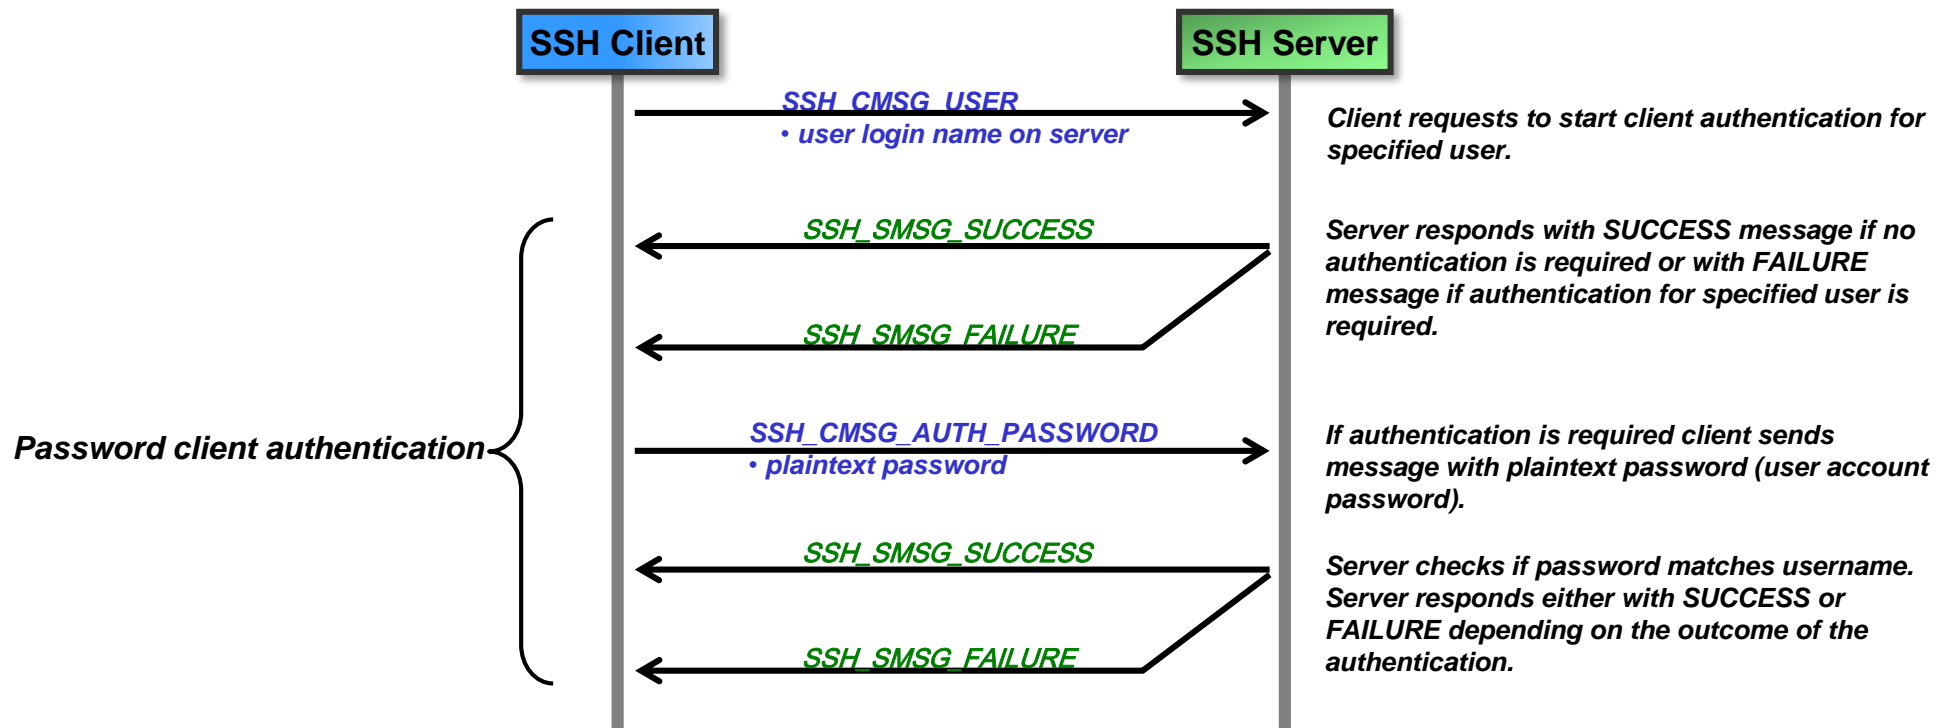 SSH Client
SSH Server
SSH_CMSG_USER
• user login name on server
Client requests to start client authentication for
specified user.
SSH_SMSG_SUCCESS
Server responds with SUCCESS message if no
authentication is required or with FAILURE
message if authentication for specified user is
required.
SSH_SMSG_FAILURE
Password client authentication
SSH_CMSG_AUTH_PASSWORD
• plaintext password
If authentication is required client sends
message with plaintext password (user account
password).
SSH_SMSG_SUCCESS
Server checks if password matches username.
Server responds either with SUCCESS or
FAILURE depending on the outcome of the
authentication.
SSH_SMSG_FAILURE